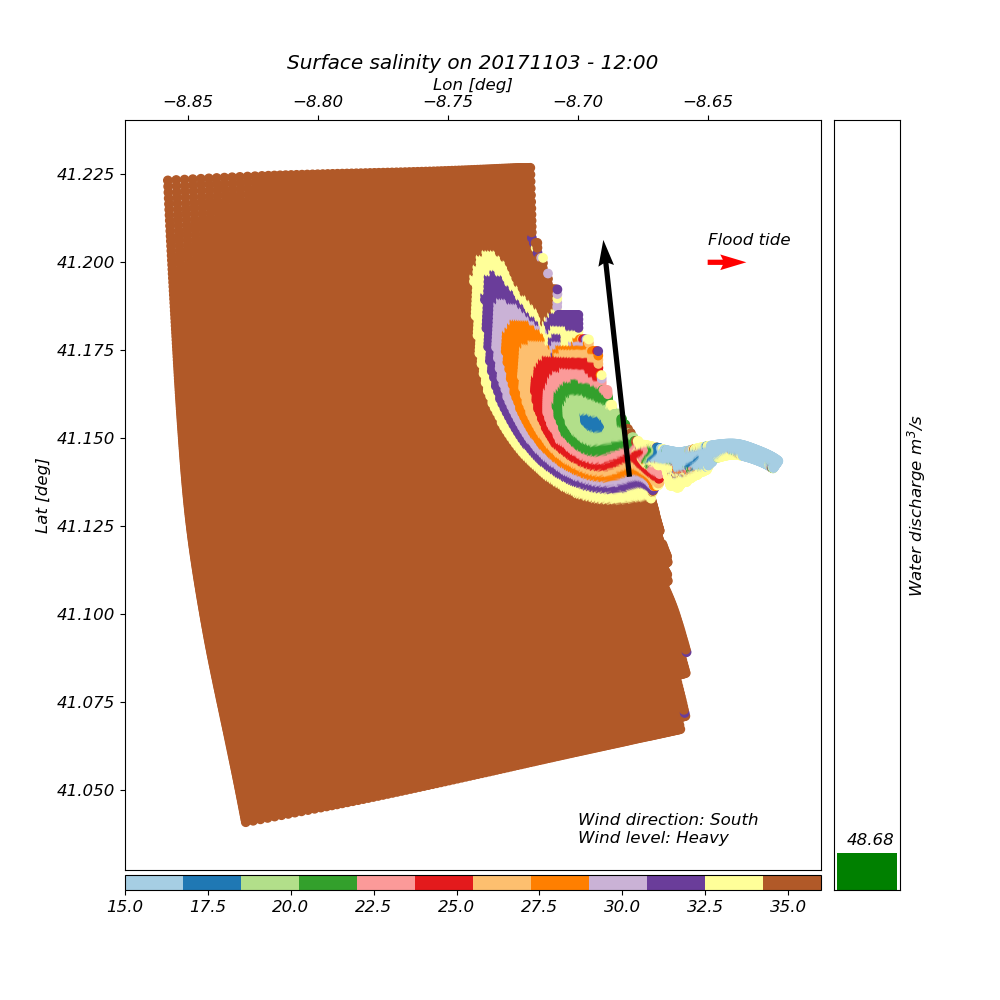 Surface salinity on 20171103 - 12:00
Lon [deg]
−8.85 −8.80 −8.75 −8.70 −8.65
41.225
41.200
41.175
41.150
41.125
41.100
41.075
41.050
Lat [deg]
Flood tide
Wind direction: South
Wind level: Heavy
15.0 17.5 20.0 22.5 25.0 27.5 30.0 32.5 35.0
48.68
Water discharge m³/s